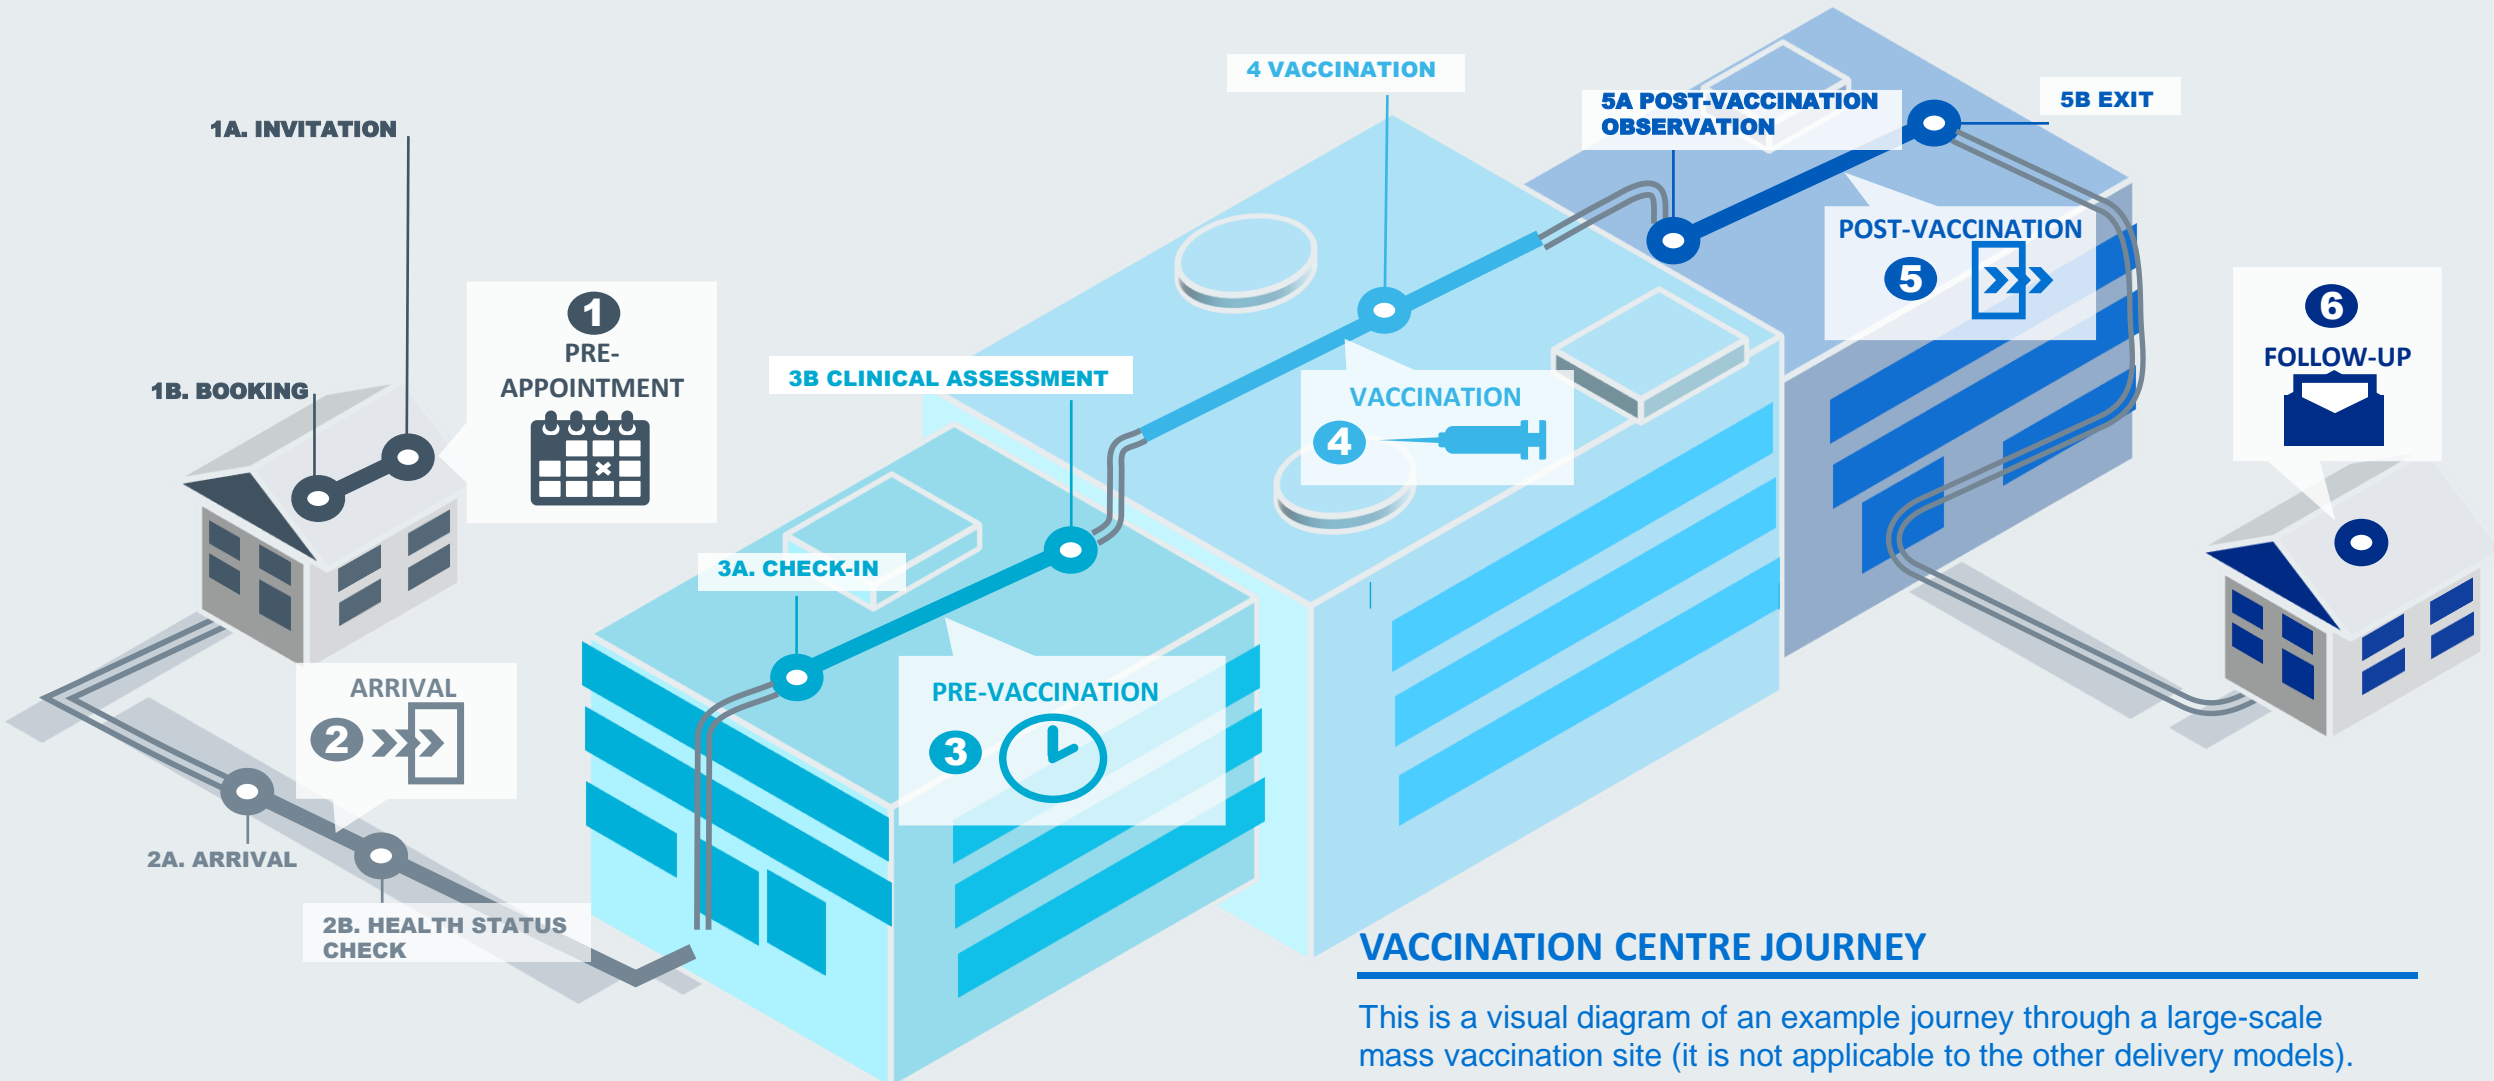 1A. INVITATION
1B. BOOKING
1
PRE-
APPOINTMENT
ARRIVAL
2
2A. ARRIVAL
2B. HEALTH STATUS
CHECK
3A. CHECK-IN
3B CLINICAL ASSESSMENT
PRE-VACCINATION
3
4 VACCINATION
VACCINATION
4
5A POST-VACCINATION
OBSERVATION
5B EXIT
POST-VACCINATION
5
6
FOLLOW-UP
VACCINATION CENTRE JOURNEY
This is a visual diagram of an example journey through a large-scale
mass vaccination site (it is not applicable to the other delivery models).